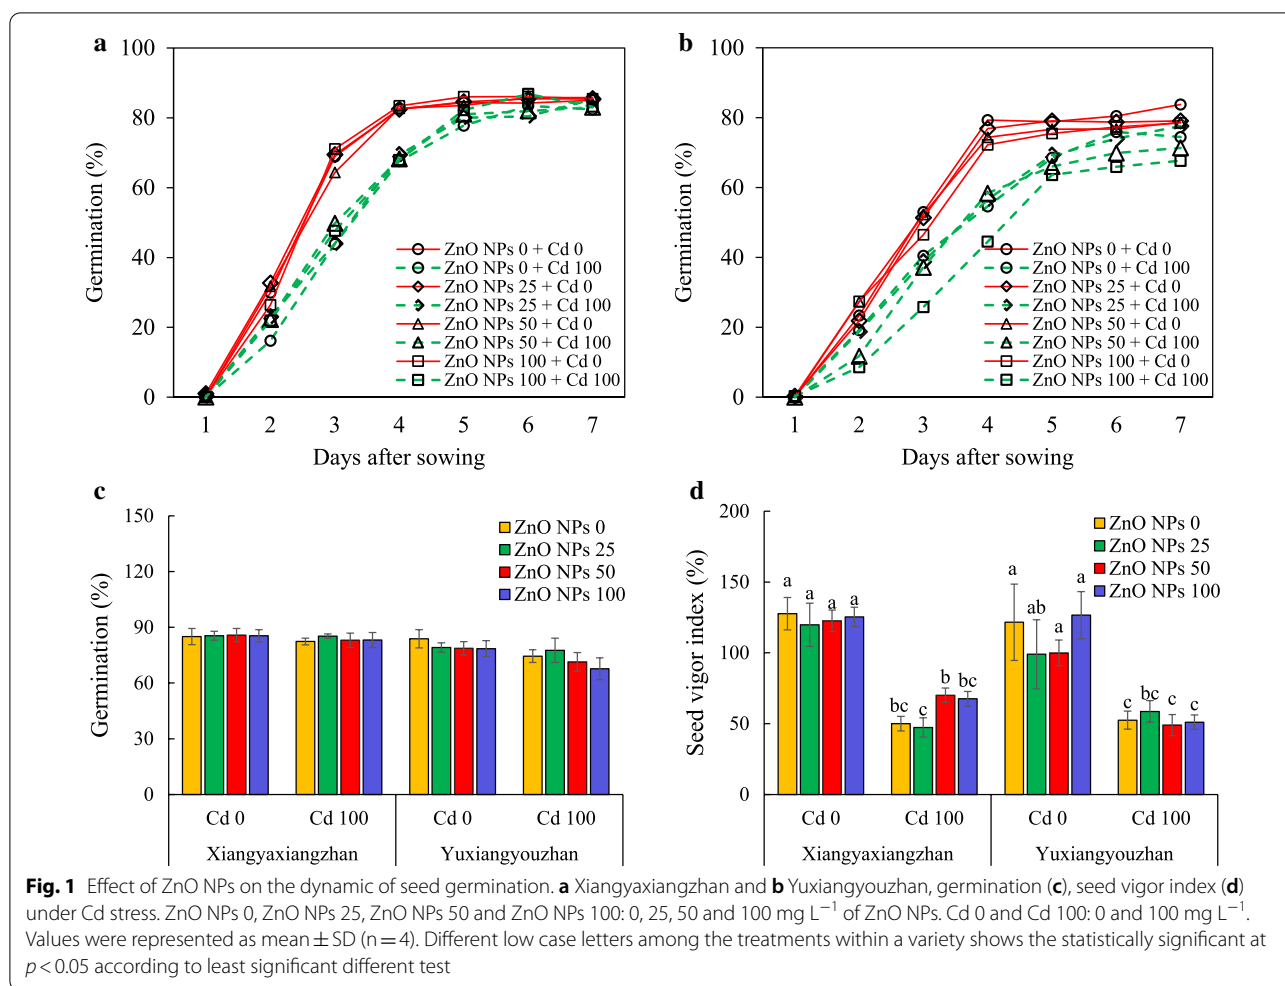 a
100
80
60
40
20
0
Germination (%)
1 2 3 4 5 6 7
Days after sowing
ZnO NPs 0 + Cd 0
ZnO NPs 0 + Cd 100
ZnO NPs 25 + Cd 0
ZnO NPs 25 + Cd 100
ZnO NPs 50 + Cd 0
ZnO NPs 50 + Cd 100
ZnO NPs 100 + Cd 0
ZnO NPs 100 + Cd 100
b
100
80
60
40
20
0
Germination (%)
1 2 3 4 5 6 7
Days after sowing
ZnO NPs 0 + Cd 0
ZnO NPs 0 + Cd 100
ZnO NPs 25 + Cd 0
ZnO NPs 25 + Cd 100
ZnO NPs 50 + Cd 0
ZnO NPs 50 + Cd 100
ZnO NPs 100 + Cd 0
ZnO NPs 100 + Cd 100
c
150
120
90
60
30
0
Germination (%)
ZnO NPs 0
ZnO NPs 25
ZnO NPs 50
ZnO NPs 100
Cd 0 Cd 100 Cd 0 Cd 100
Xiangyaxiangzhan Yuxiangyouzhan
d
200
150
100
50
0
Seed vigor index (%)
ZnO NPs 0
ZnO NPs 25
ZnO NPs 50
ZnO NPs 100
a a a a bc c b bc a ab a a c bc c c
Cd 0 Cd 100 Cd 0 Cd 100
Xiangyaxiangzhan Yuxiangyouzhan
Fig. 1 Effect of ZnO NPs on the dynamic of seed germination. a Xiangyaxiangzhan and b Yuxiangyouzhan, germination (c), seed vigor index (d)
under Cd stress. ZnO NPs 0, ZnO NPs 25, ZnO NPs 50 and ZnO NPs 100: 0, 25, 50 and 100 mg L⁻¹ of ZnO NPs. Cd 0 and Cd 100: 0 and 100 mg L⁻¹.
Values were represented as mean ± SD (n = 4). Different low case letters among the treatments within a variety shows the statistically significant at
p < 0.05 according to least significant different test